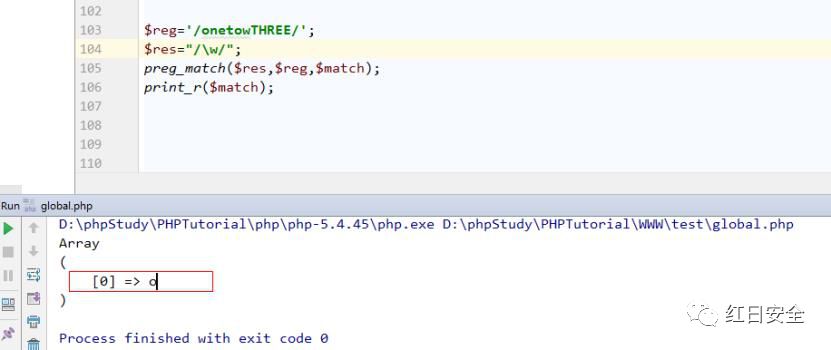 102
103 $reg='/onetowTHREE/';
104 $res="/\w/";
105 preg_match($res,$reg,$match);
106 print_r($match);
107
108
109
110
Run global.php
D:\phpStudy\PHPTutorial\php\php-5.4.45\php.exe D:\phpStudy\PHPTutorial\WWW\test\global.php
Array
(
[0] => o
)
Process finished with exit code 0
红日安全